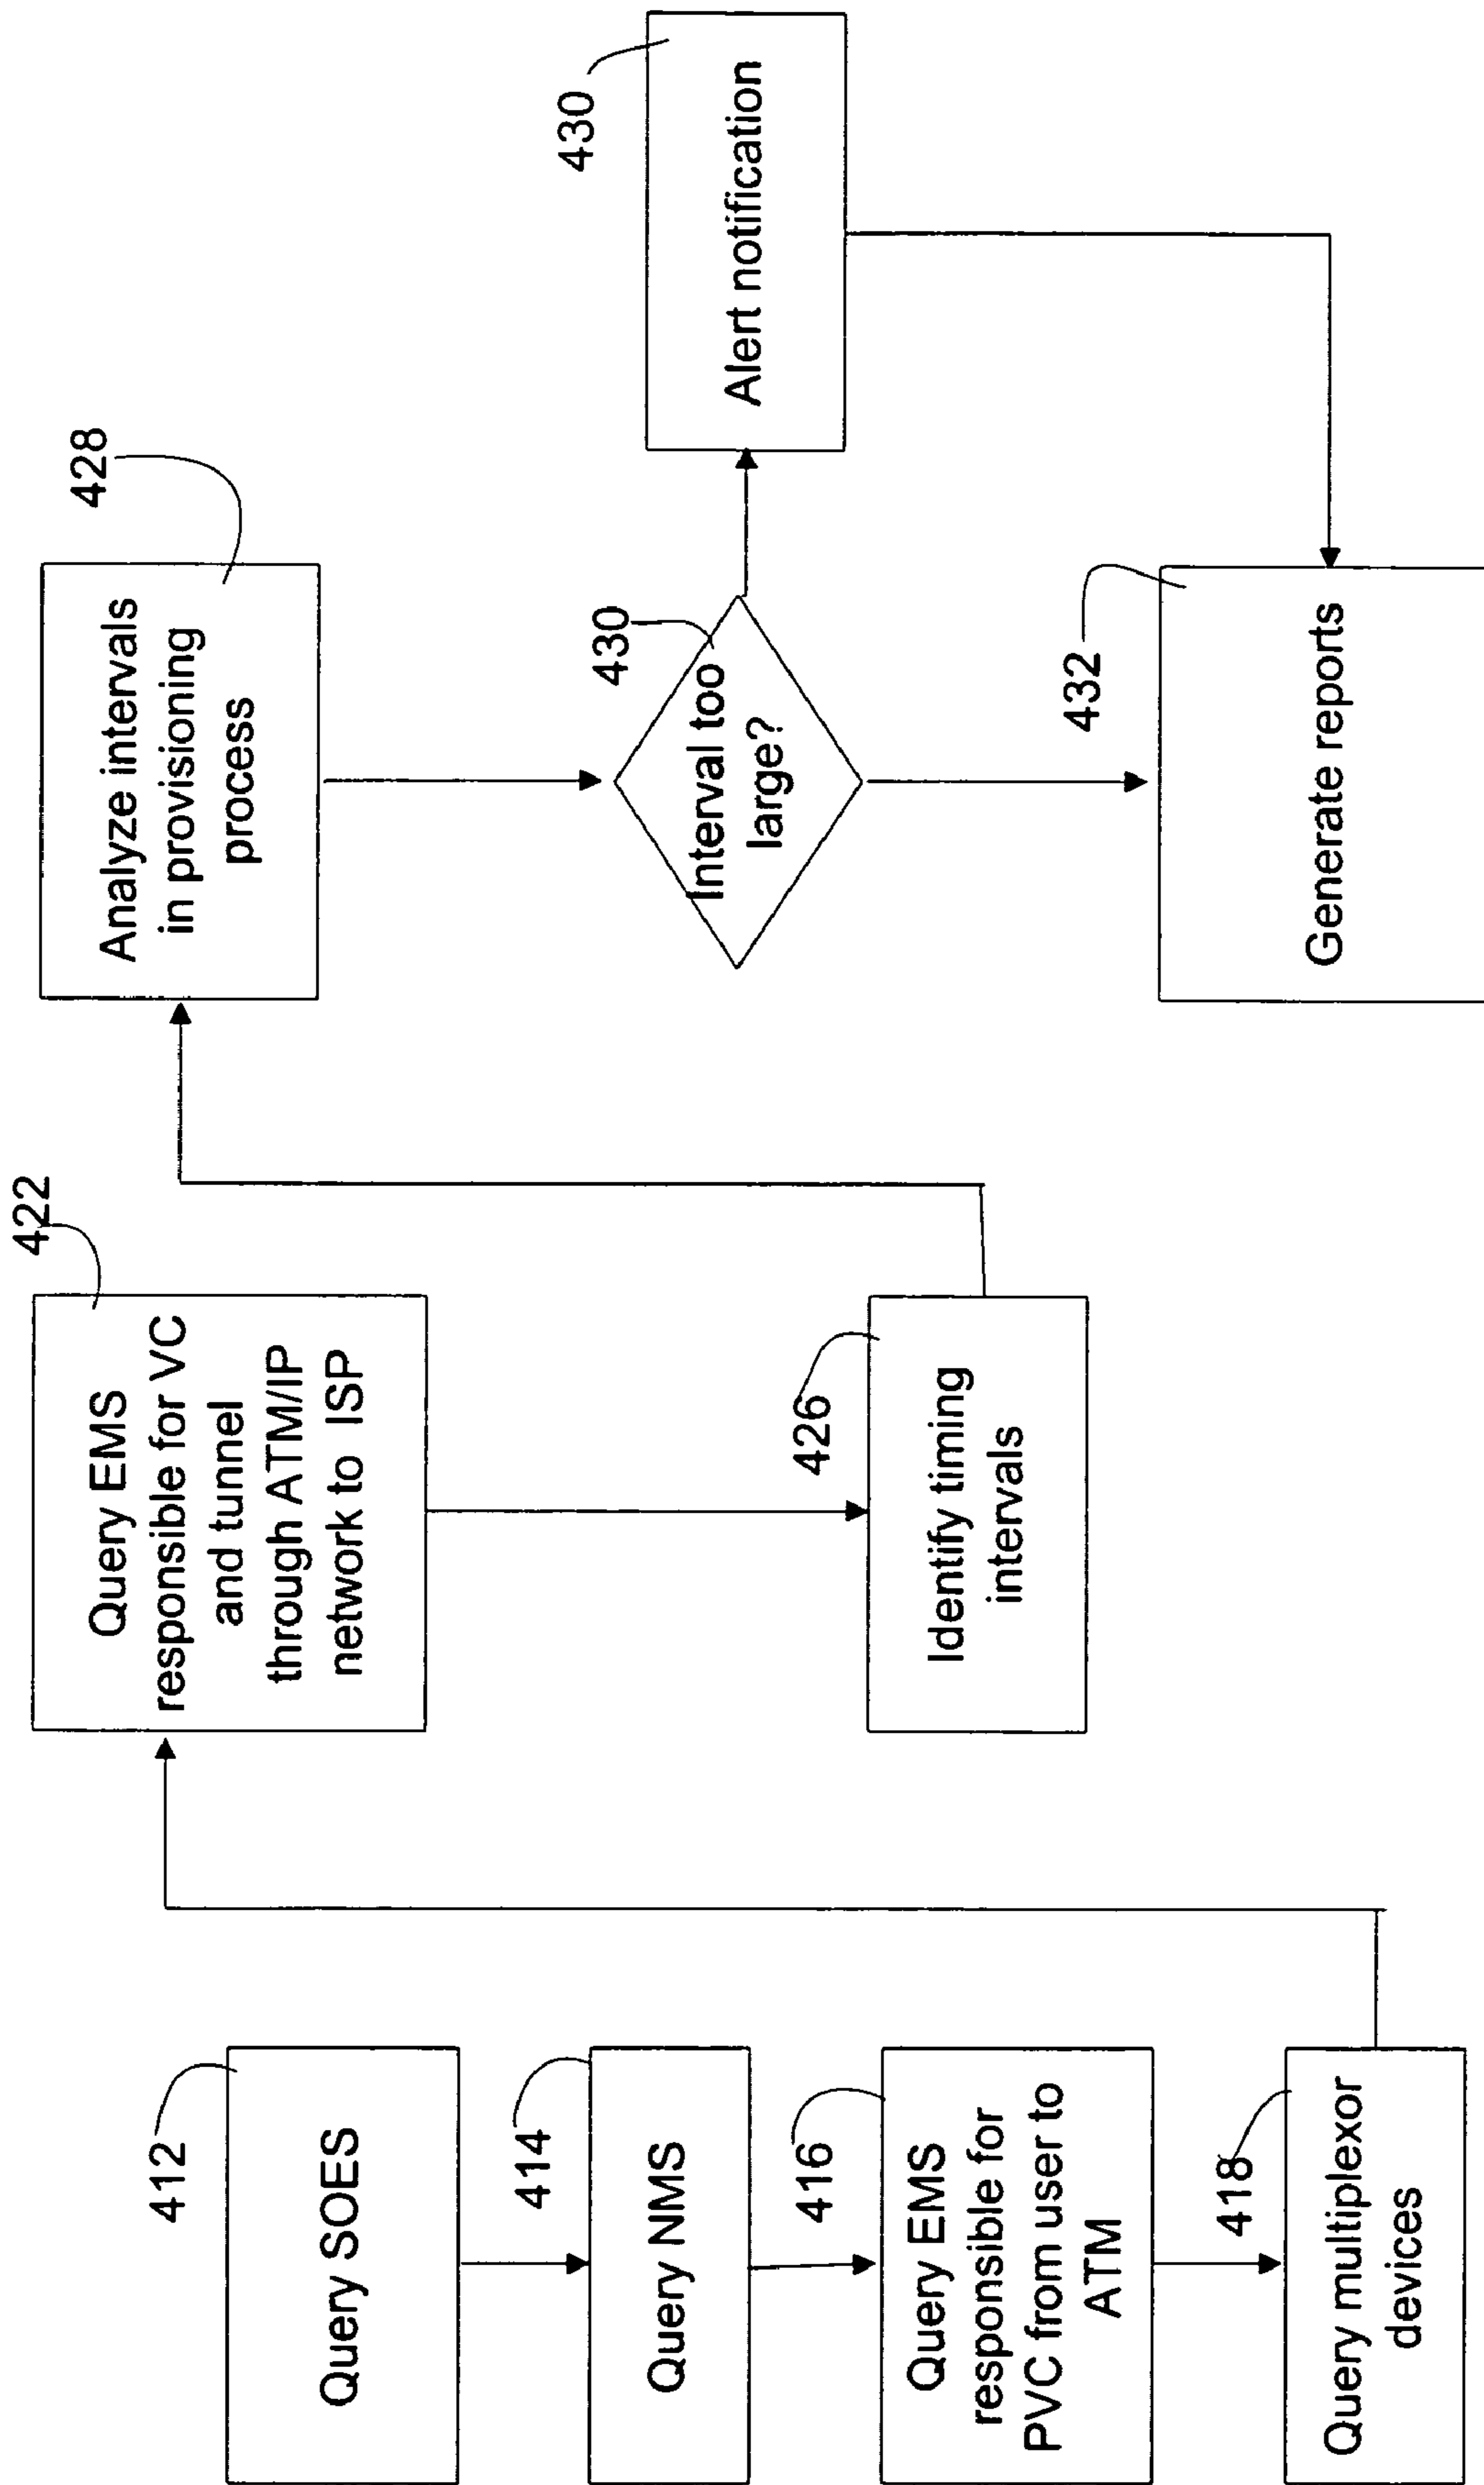 412
Query SOES
414
Query NMS
416
Query EMS
responsible for
PVC from user to
ATM
418
Query multiplexor
devices
422
Query EMS
responsible for VC
and tunnel
through ATM/IP
network to ISP
426
Identify timing
intervals
428
Analyze intervals
in provisioning
process
430
Interval too
large?
430
Alert notification
432
Generate reports